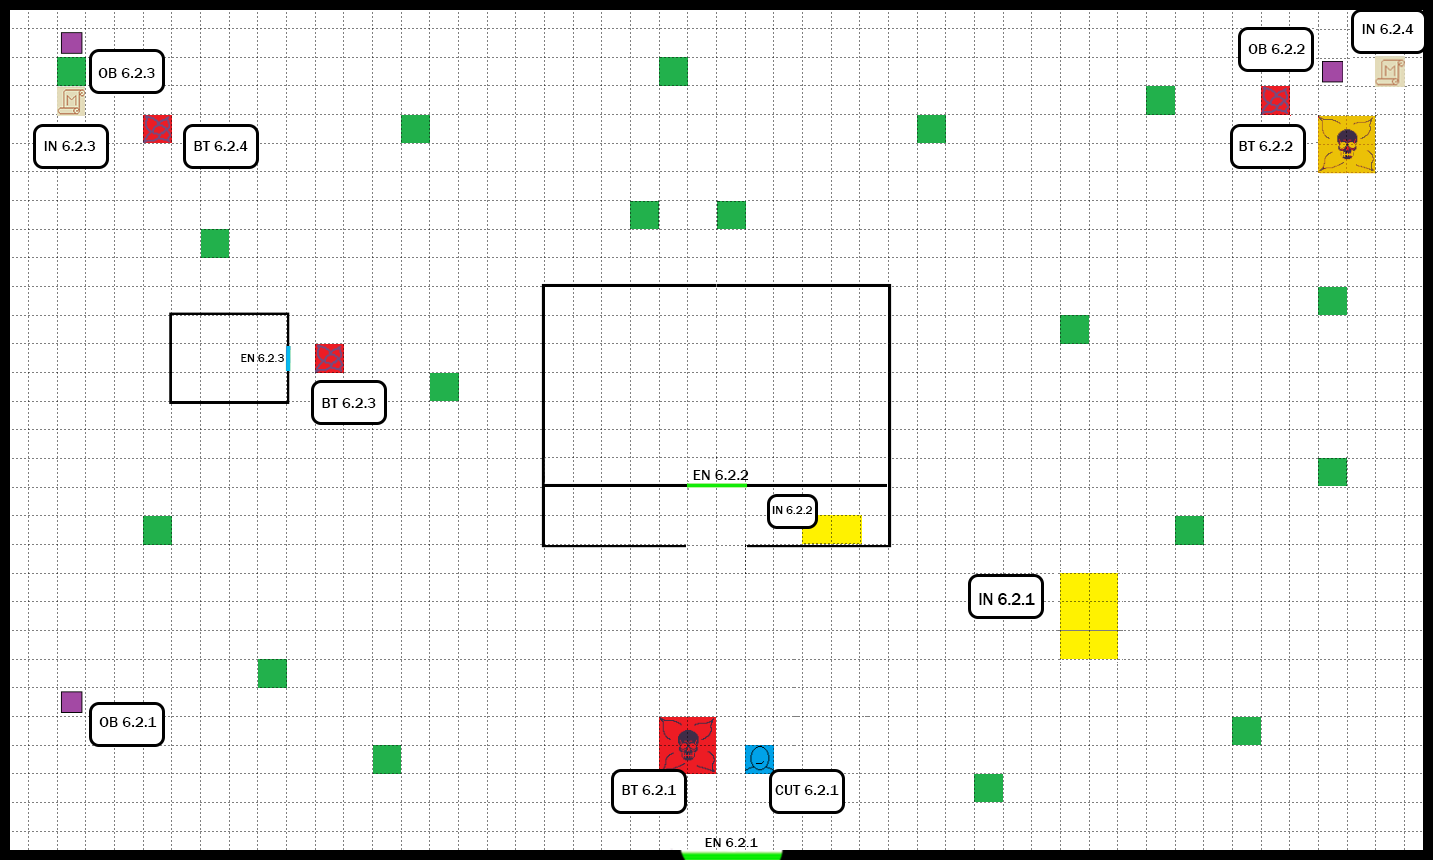 IN 6.2.4
OB 6.2.2
OB 6.2.3
M
M
IN 6.2.3
BT 6.2.4
BT 6.2.2
EN 6.2.3
BT 6.2.3
EN 6.2.2
IN 6.2.2
IN 6.2.1
OB 6.2.1
BT 6.2.1
CUT 6.2.1
EN 6.2.1